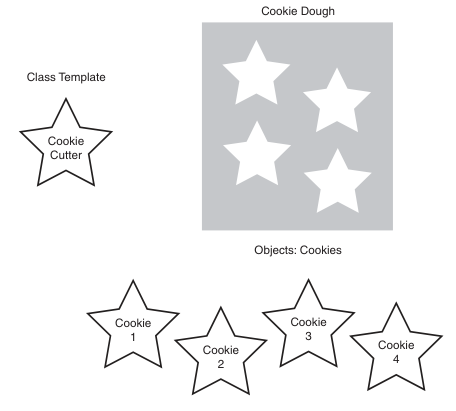 Cookie Dough
Class Template
Cookie
Cutter
Objects: Cookies
Cookie
1
Cookie
2
Cookie
3
Cookie
4